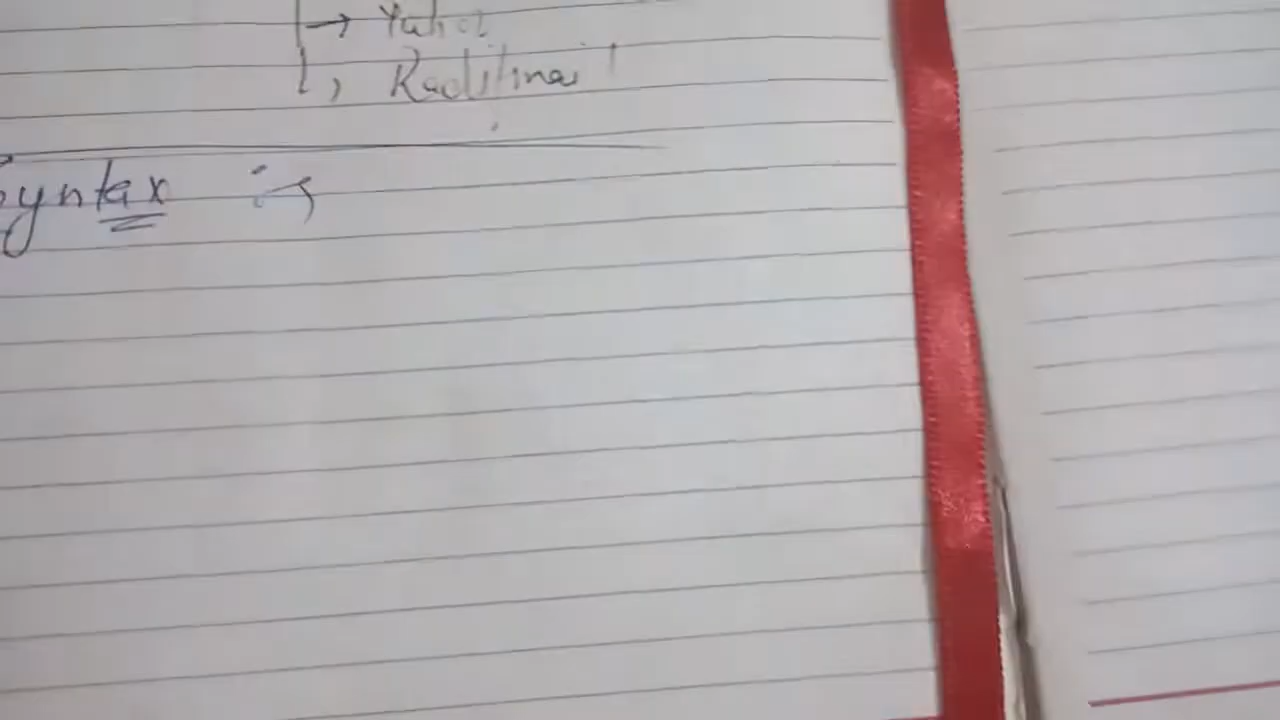 → Yahoo
Rediffmail
Syntax :→